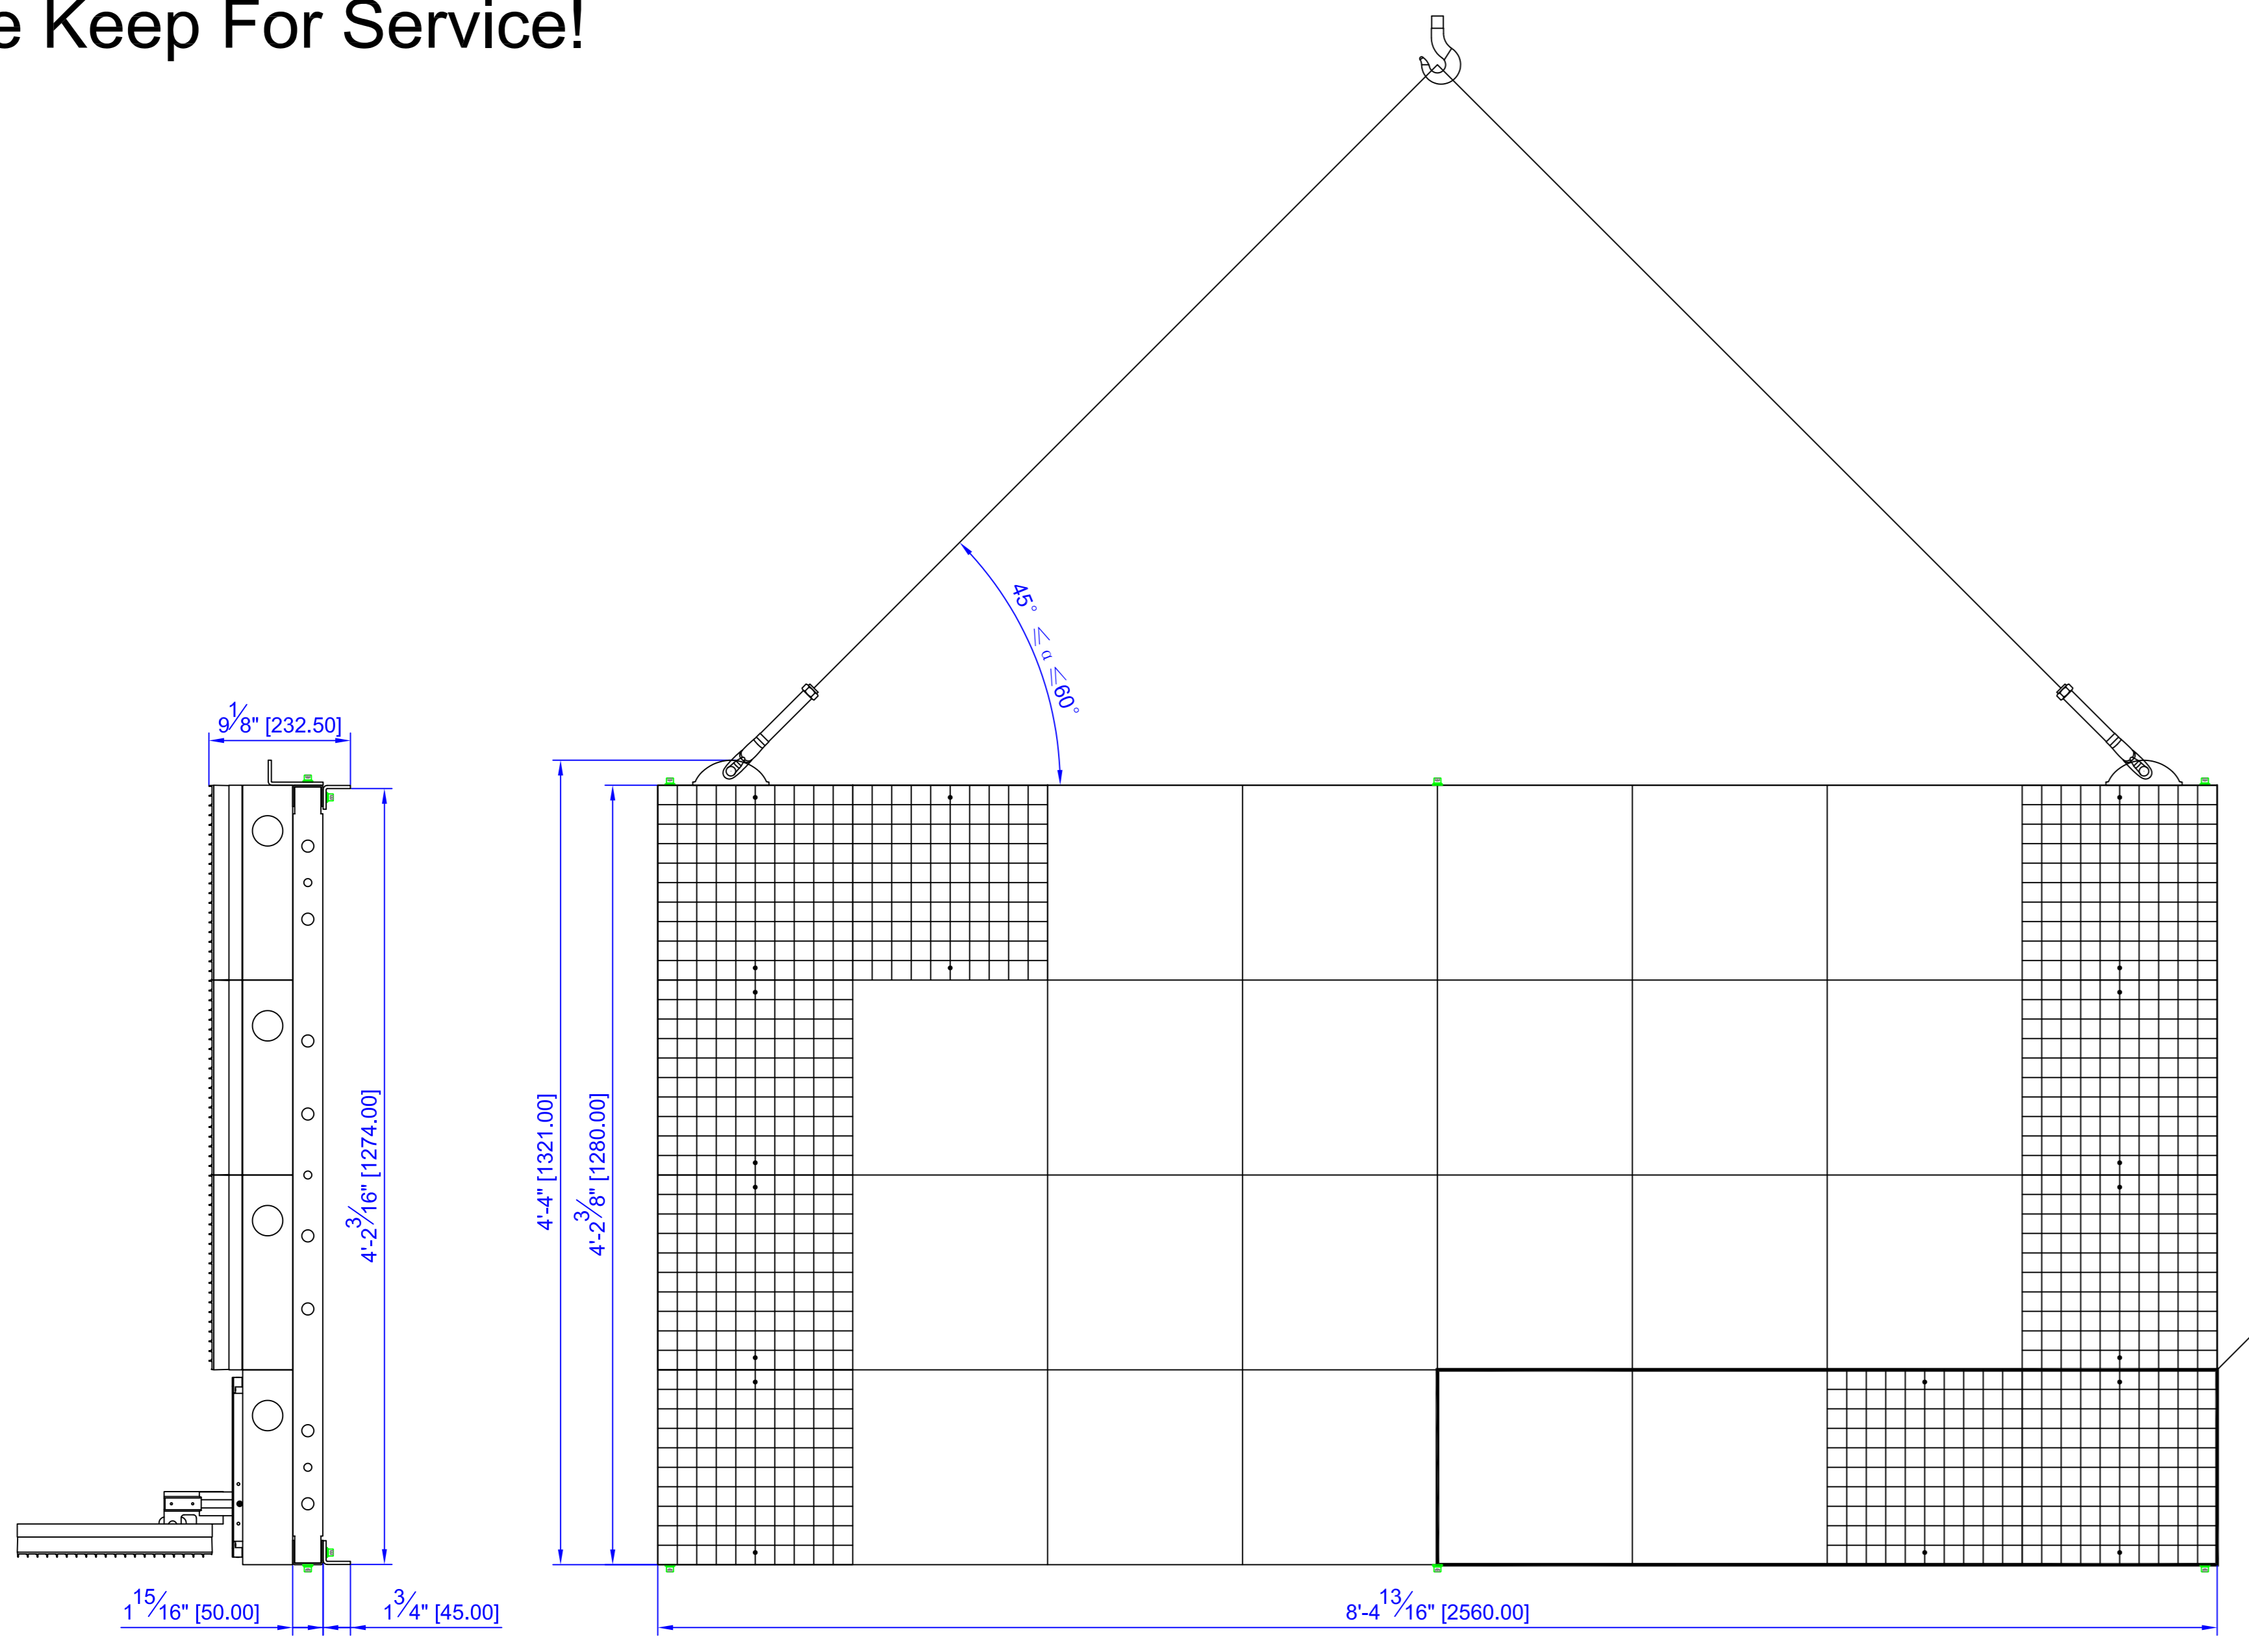 e Keep For Service!
45° ≤ α ≤60°
9 1/8" [232.50]
4'-2 3/16" [1274.00]
4'-4" [1321.00]
4'-2 3/8" [1280.00]
1 15/16" [50.00]
1 3/4" [45.00]
8'-4 13/16" [2560.00]